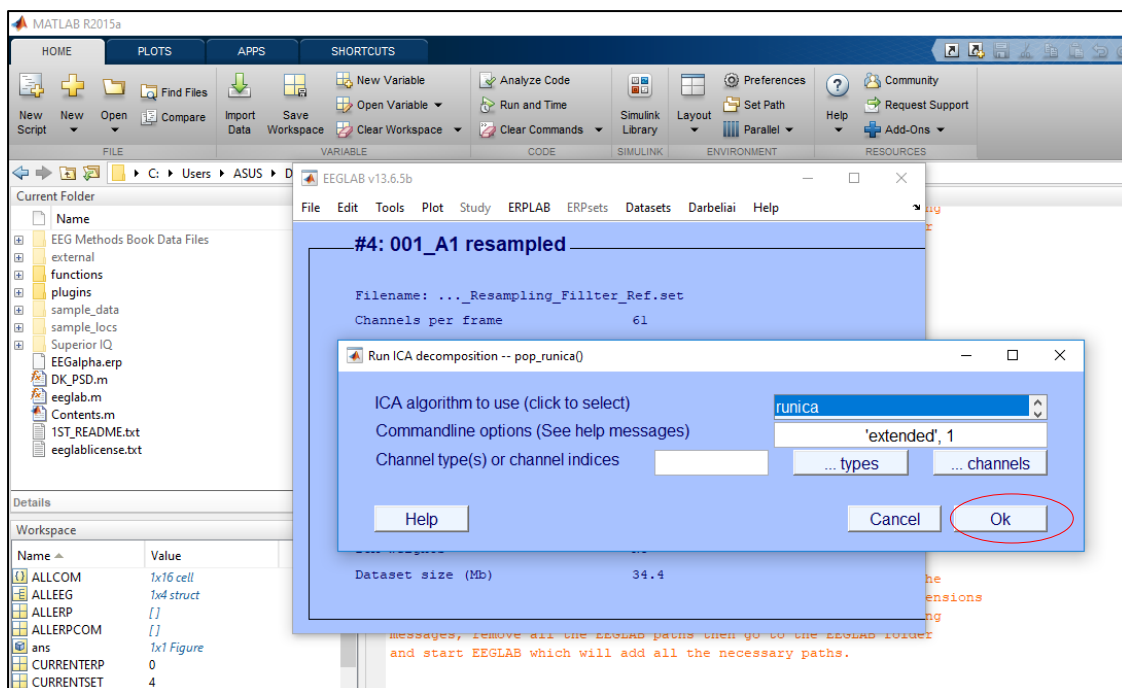 MATLAB R2015a
HOME PLOTS APPS SHORTCUTS
New Script
New
Open
Find Files
Compare
FILE
Import Data
Save Workspace
New Variable
Open Variable
Clear Workspace
VARIABLE
Analyze Code
Run and Time
Clear Commands
CODE
Simulink Library
SIMULINK
Layout
Preferences
Set Path
Parallel
ENVIRONMENT
Help
Community
Request Support
Add-Ons
RESOURCES
C: Users ASUS D
Current Folder
Name
EEG Methods Book Data Files
external
functions
plugins
sample_data
sample_locs
Superior IQ
EEGalpha.erp
DK_PSD.m
eeglab.m
Contents.m
1ST_README.txt
eeglablicense.txt
Details
Workspace
Name Value
ALLCOM 1x16 cell
ALLEEG 1x4 struct
ALLERP []
ALLERPCOM []
ans 1x1 Figure
CURRENTERP 0
CURRENTSET 4
EEGLAB v13.6.5b
File Edit Tools Plot Study ERPLAB ERPsets Datasets Darbeliai Help
#4: 001_A1 resampled
Filename: ..._Resampling_Fillter_Ref.set
Channels per frame 61
Run ICA decomposition -- pop_runica()
ICA algorithm to use (click to select) runica
Commandline options (See help messages) 'extended', 1
Channel type(s) or channel indices ... types ... channels
Help Cancel Ok
Dataset size (Mb) 34.4
ng
r
he
ensions
ng
messages, remove all the EEGLAB paths then go to the EEGLAB folder
and start EEGLAB which will add all the necessary paths.